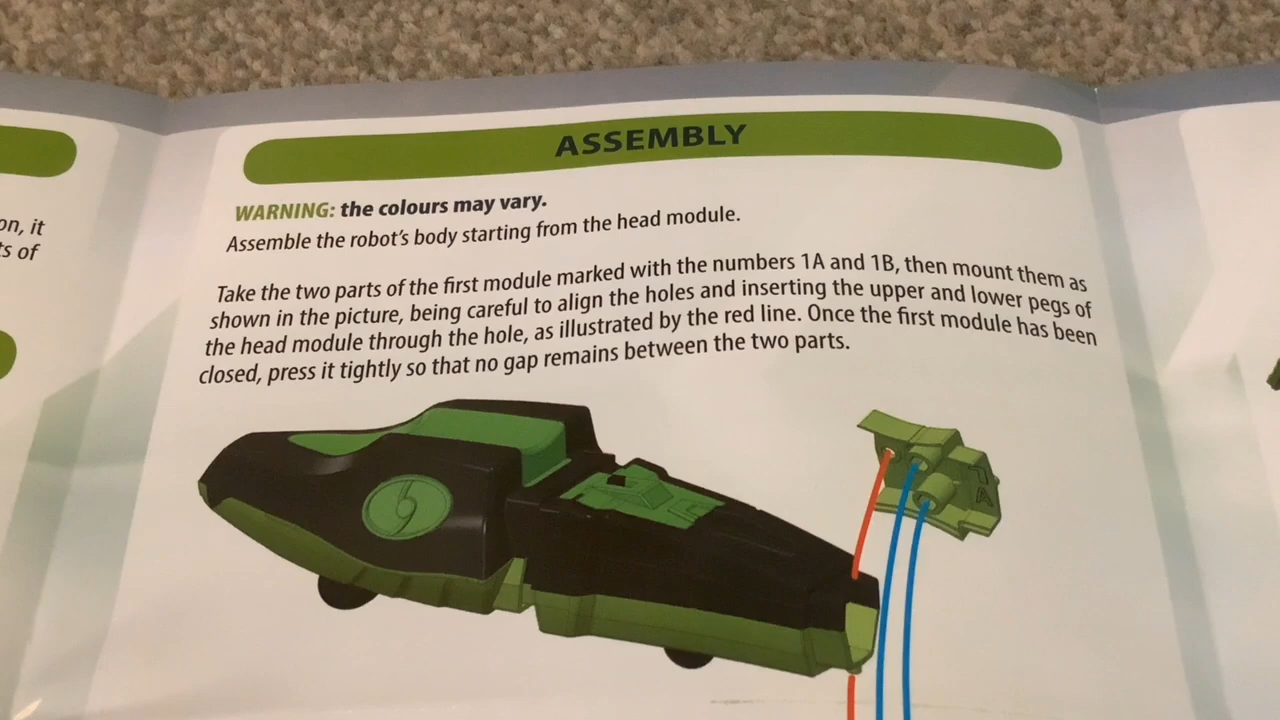 on, it
ts of
ASSEMBLY
WARNING: the colours may vary.
Assemble the robot's body starting from the head module.
Take the two parts of the first module marked with the numbers 1A and 1B, then mount them as
shown in the picture, being careful to align the holes and inserting the upper and lower pegs of
the head module through the hole, as illustrated by the red line. Once the first module has been
closed, press it tightly so that no gap remains between the two parts.
1A